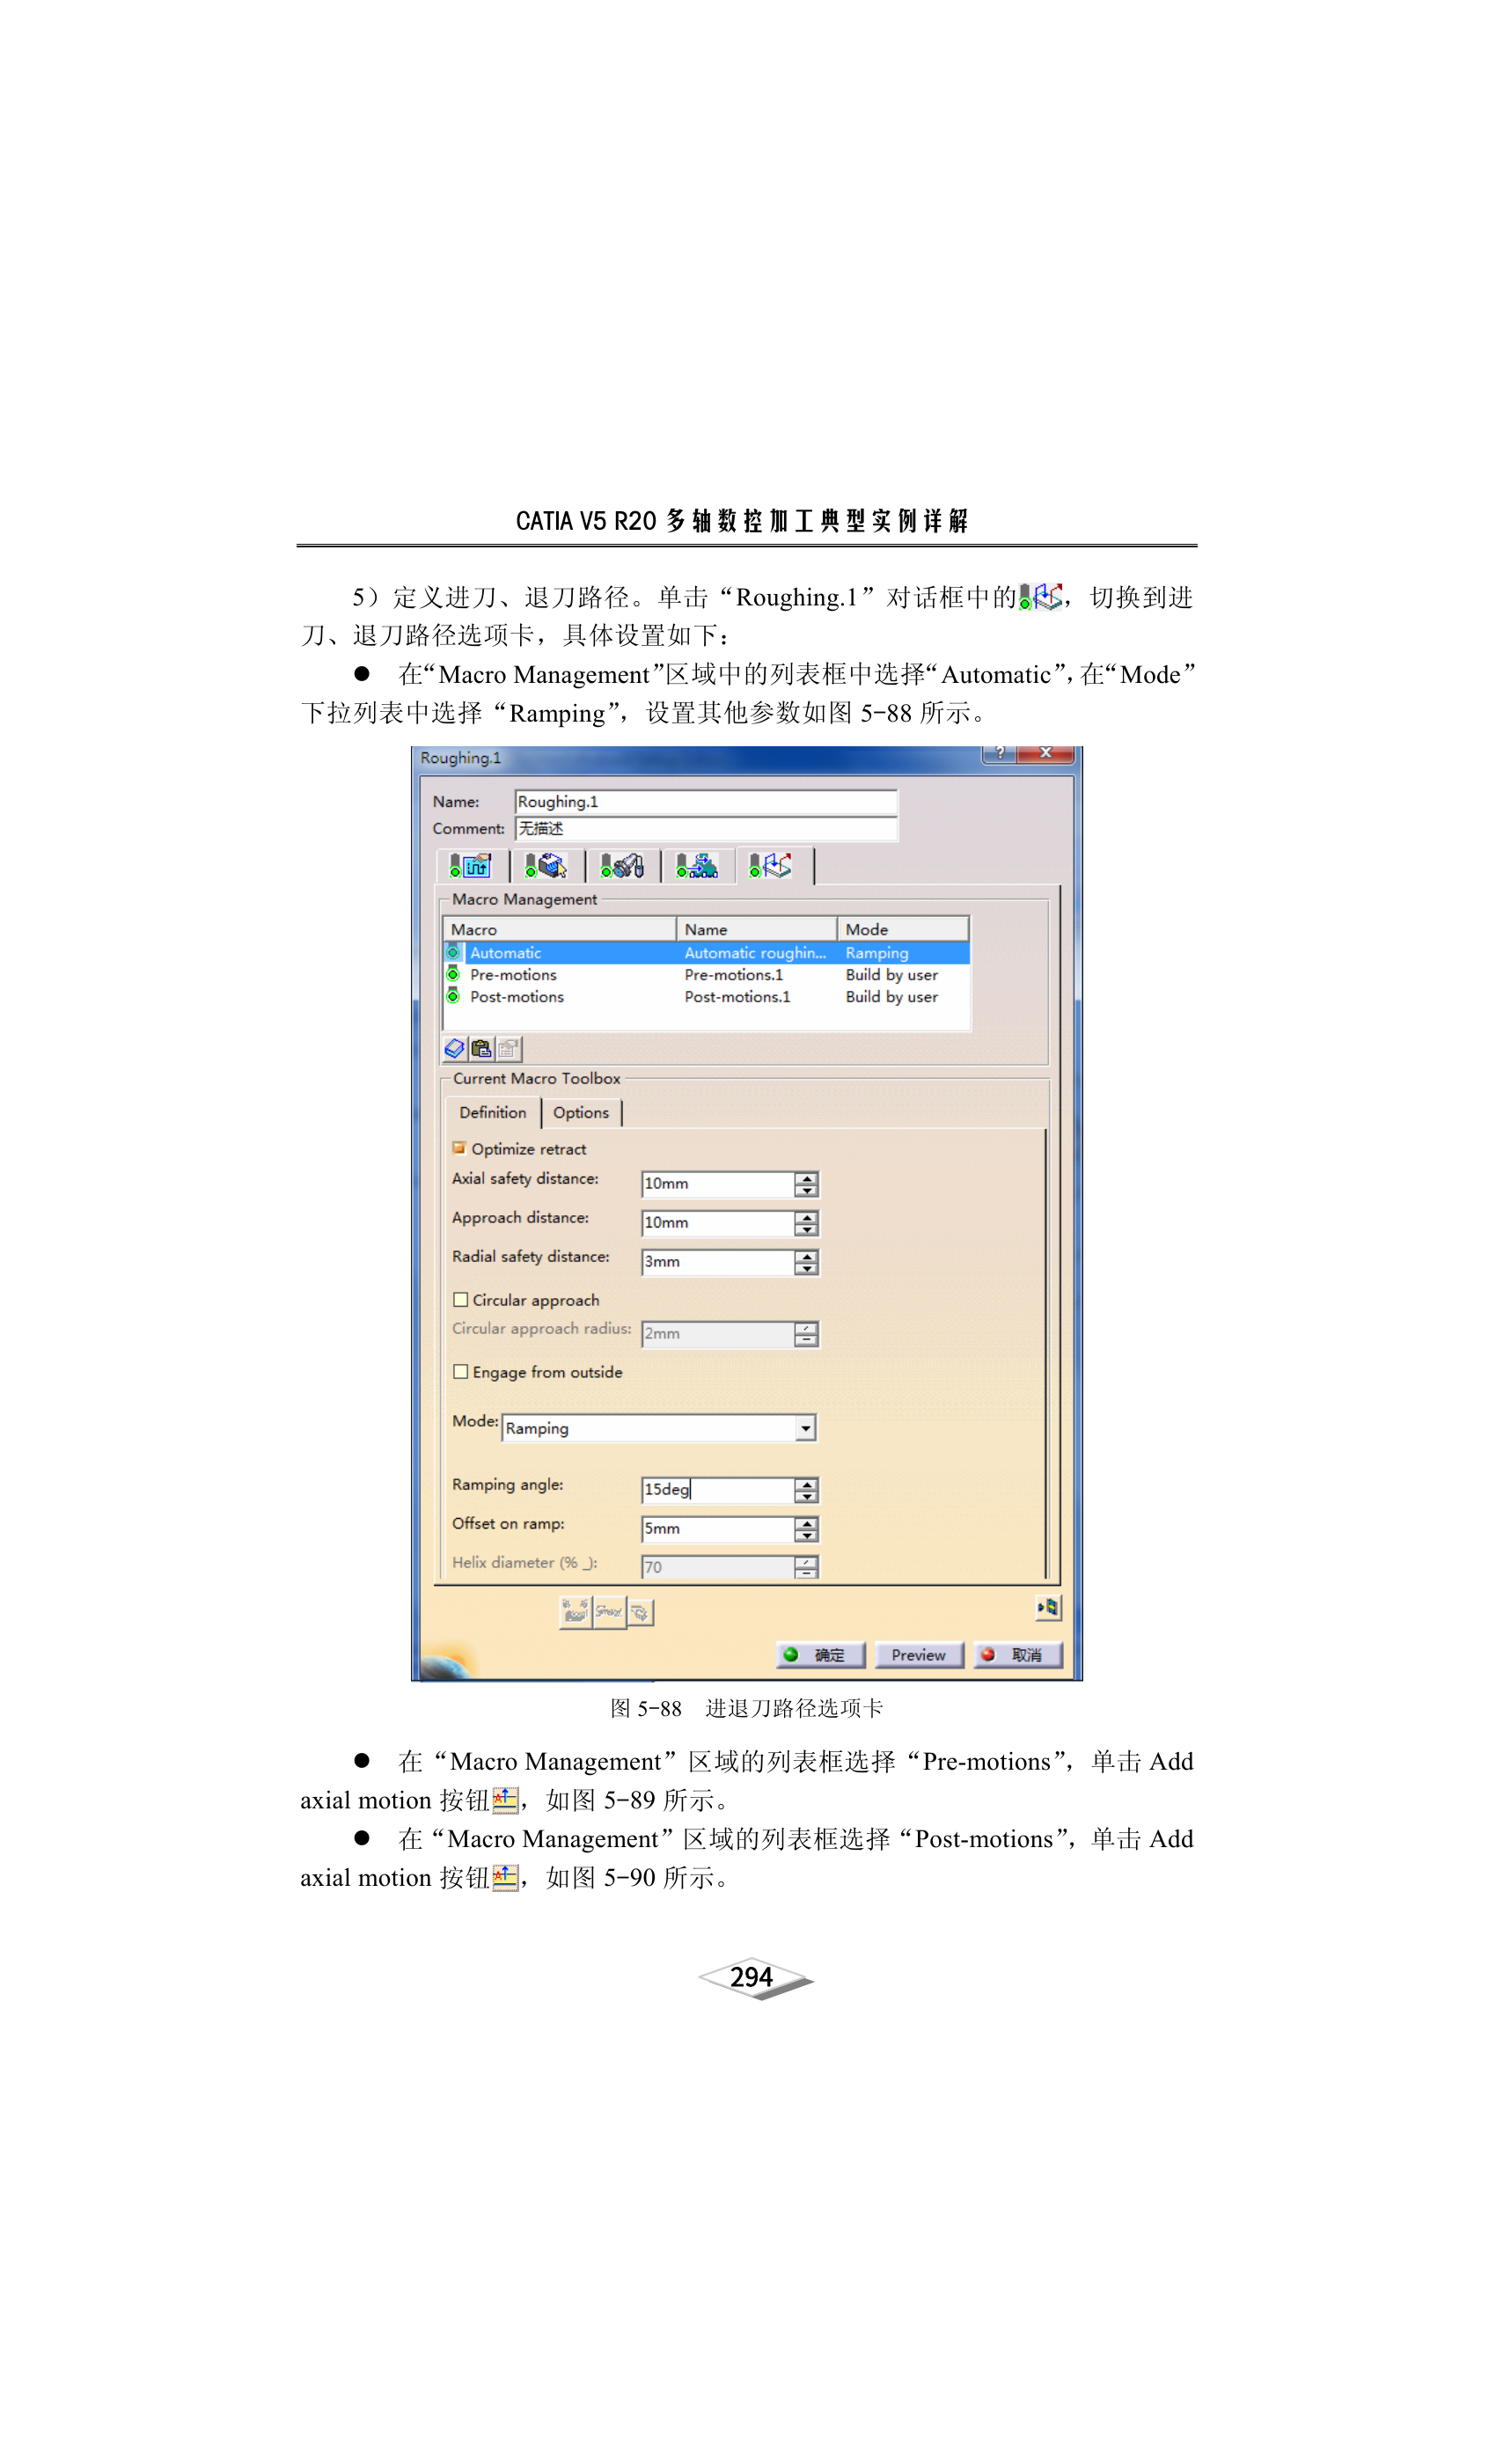 CATIA V5 R20 多轴数控加工典型实例详解
5）定义进刀、退刀路径。单击“Roughing.1”对话框中的，切换到进
刀、退刀路径选项卡，具体设置如下：
● 在“Macro Management”区域中的列表框中选择“Automatic”，在“Mode”
下拉列表中选择“Ramping”，设置其他参数如图 5-88 所示。
Roughing.1
Name: Roughing.1
Comment: 无描述
Macro Management
Macro Name Mode
Automatic Automatic roughin... Ramping
Pre-motions Pre-motions.1 Build by user
Post-motions Post-motions.1 Build by user
Current Macro Toolbox
Definition Options
Optimize retract
Axial safety distance: 10mm
Approach distance: 10mm
Radial safety distance: 3mm
Circular approach
Circular approach radius: 2mm
Engage from outside
Mode: Ramping
Ramping angle: 15deg
Offset on ramp: 5mm
Helix diameter (% _): 70
确定 Preview 取消
图 5-88 进退刀路径选项卡
● 在“Macro Management”区域的列表框选择“Pre-motions”，单击 Add
axial motion 按钮，如图 5-89 所示。
● 在“Macro Management”区域的列表框选择“Post-motions”，单击 Add
axial motion 按钮，如图 5-90 所示。
294